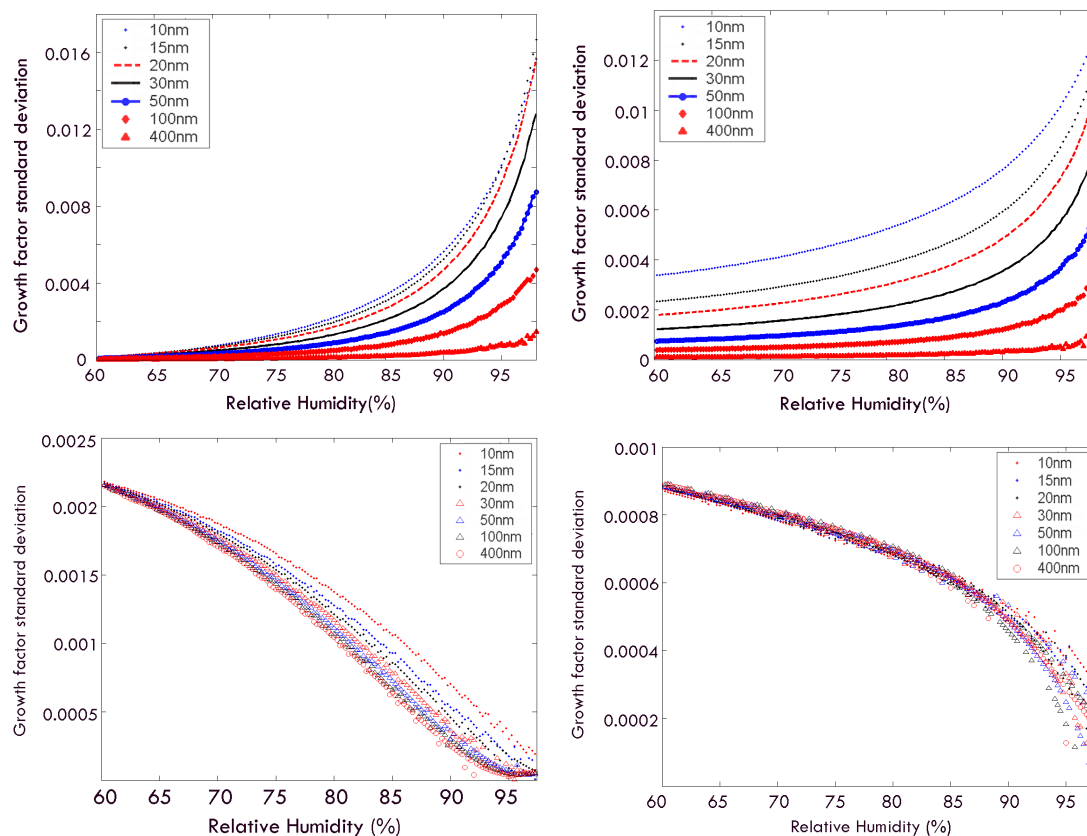 Growth factor standard deviation
0.016
0.012
0.008
0.004
0
10nm
15nm
20nm
30nm
50nm
100nm
400nm
60 65 70 75 80 85 90 95
Relative Humidity(%)
Growth factor standard deviation
0.012
0.01
0.008
0.006
0.004
0.002
0
10nm
15nm
20nm
30nm
50nm
100nm
400nm
60 65 70 75 80 85 90 95
Relative Humidity(%)
Growth factor standard deviation
0.0025
0.002
0.0015
0.001
0.0005
10nm
15nm
20nm
30nm
50nm
100nm
400nm
60 65 70 75 80 85 90 95
Relative Humidity (%)
Growth factor standard deviation
0.001
0.0008
0.0006
0.0004
0.0002
10nm
15nm
20nm
30nm
50nm
100nm
400nm
60 65 70 75 80 85 90 95
Relative Humidity (%)